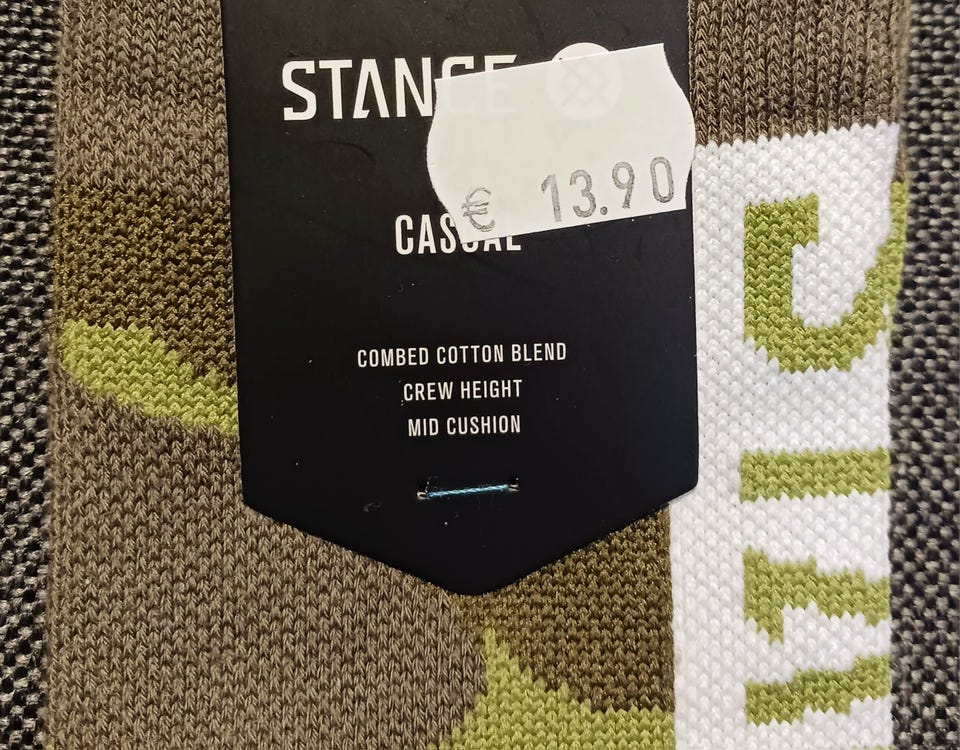 STANCE
€ 13.90
CASUAL
COMBED COTTON BLEND
CREW HEIGHT
MID CUSHION